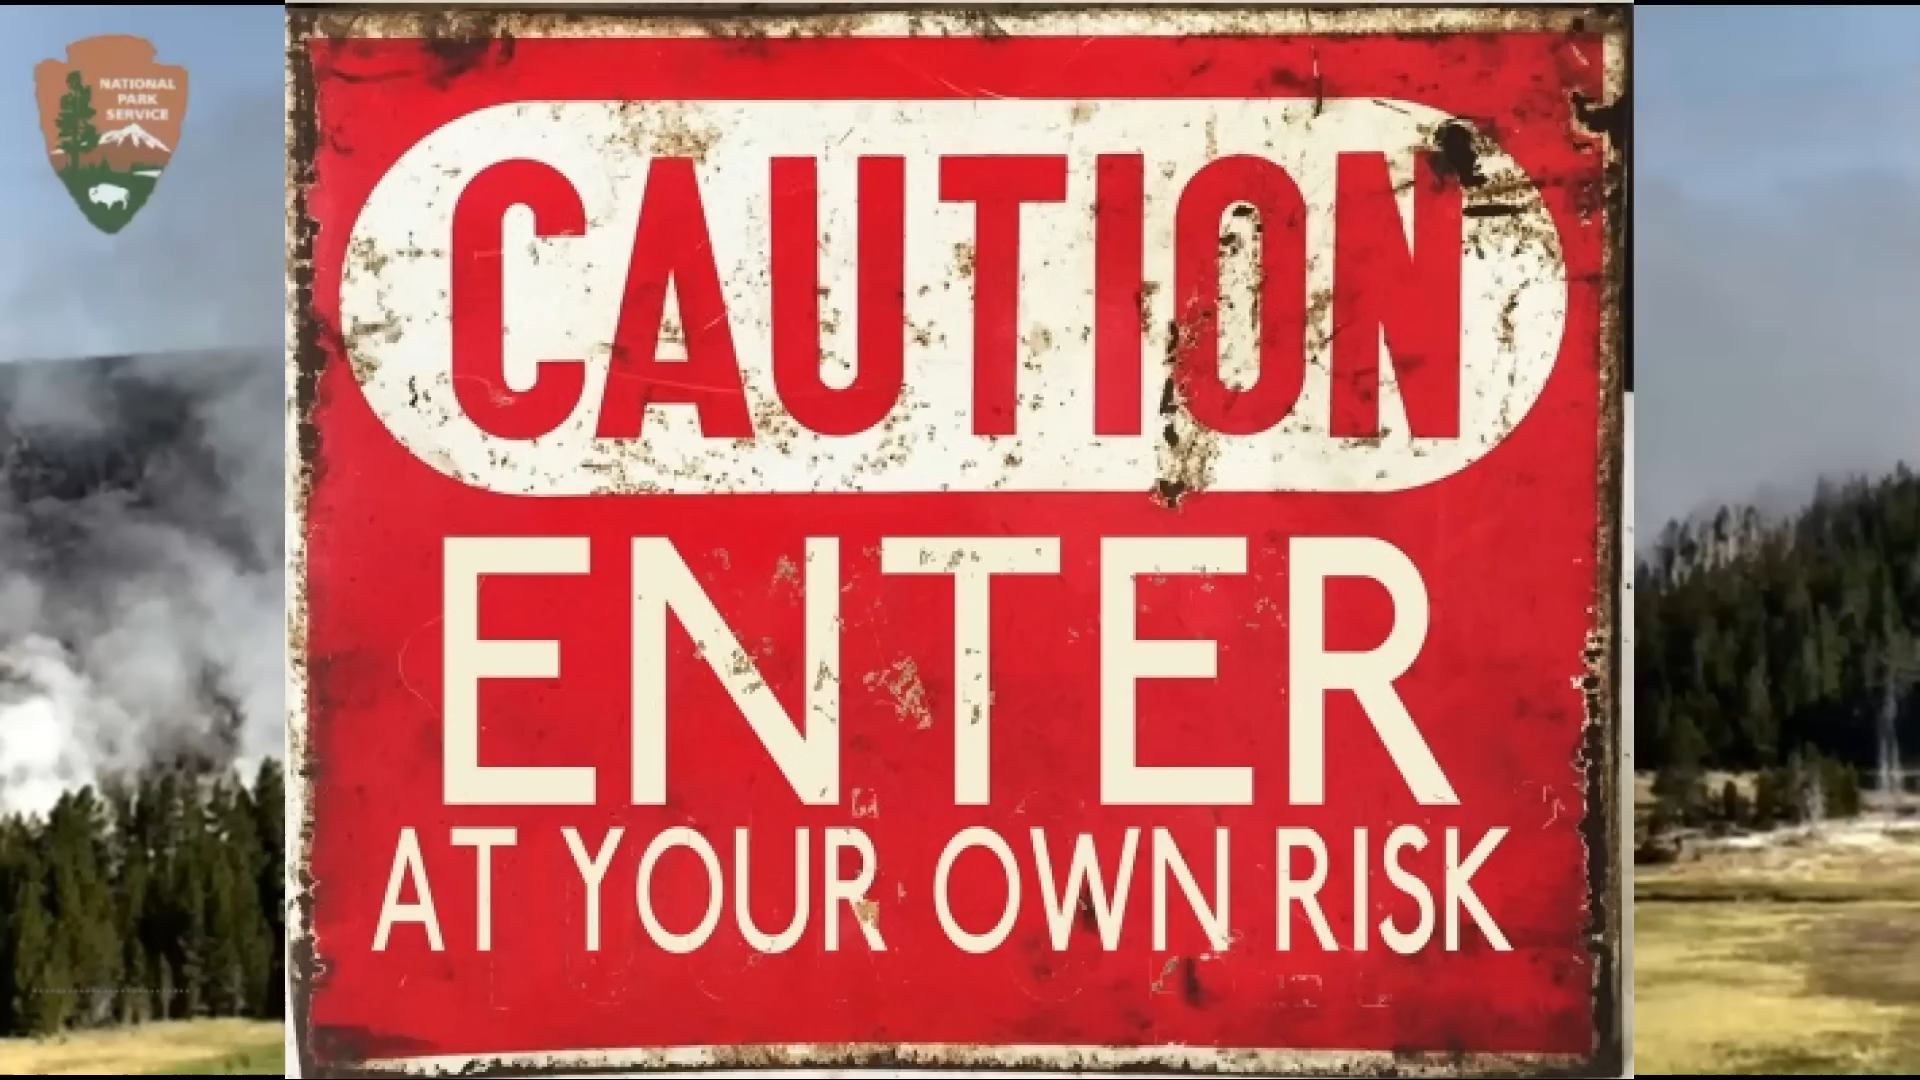 NATIONAL
PARK
SERVICE
CAUTION
ENTER
AT YOUR OWN RISK